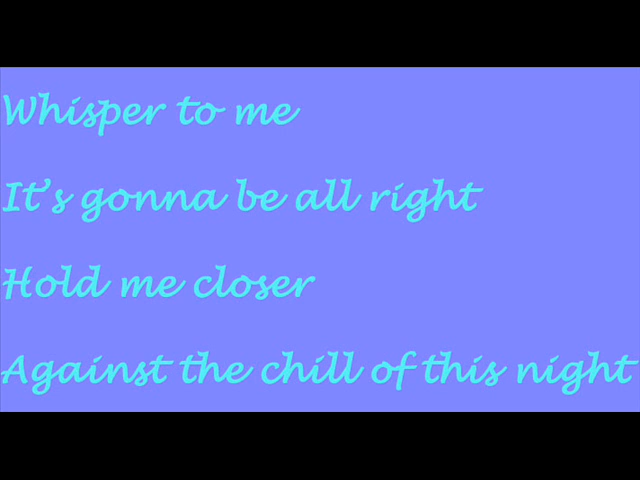 Whisper to me
It's gonna be all right
Hold me closer
Against the chill of this night